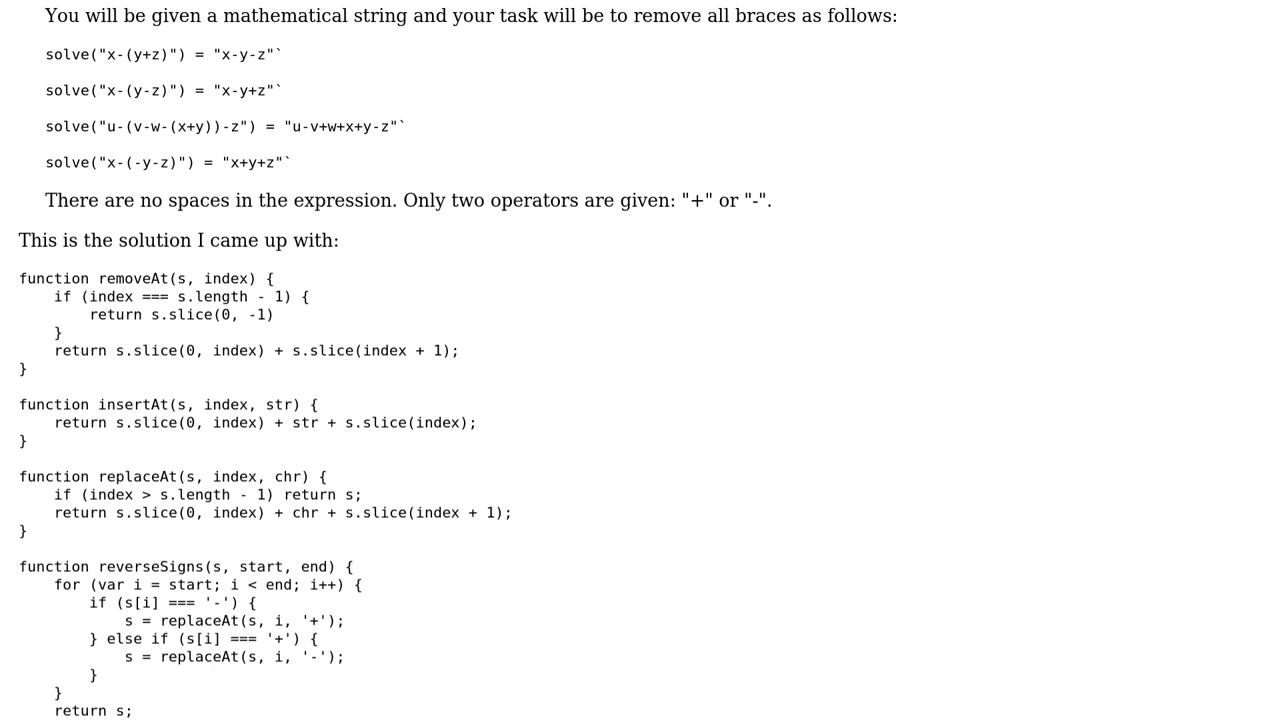 You will be given a mathematical string and your task will be to remove all braces as follows:
solve("x-(y+z)") = "x-y-z"`
solve("x-(y-z)") = "x-y+z"`
solve("u-(v-w-(x+y))-z") = "u-v+w+x+y-z"`
solve("x-(-y-z)") = "x+y+z"`
There are no spaces in the expression. Only two operators are given: "+" or "-".
This is the solution I came up with:
function removeAt(s, index) {
    if (index === s.length - 1) {
        return s.slice(0, -1)
    }
    return s.slice(0, index) + s.slice(index + 1);
}
function insertAt(s, index, str) {
    return s.slice(0, index) + str + s.slice(index);
}
function replaceAt(s, index, chr) {
    if (index > s.length - 1) return s;
    return s.slice(0, index) + chr + s.slice(index + 1);
}
function reverseSigns(s, start, end) {
    for (var i = start; i < end; i++) {
        if (s[i] === '-') {
            s = replaceAt(s, i, '+');
        } else if (s[i] === '+') {
            s = replaceAt(s, i, '-');
        }
    }
    return s;